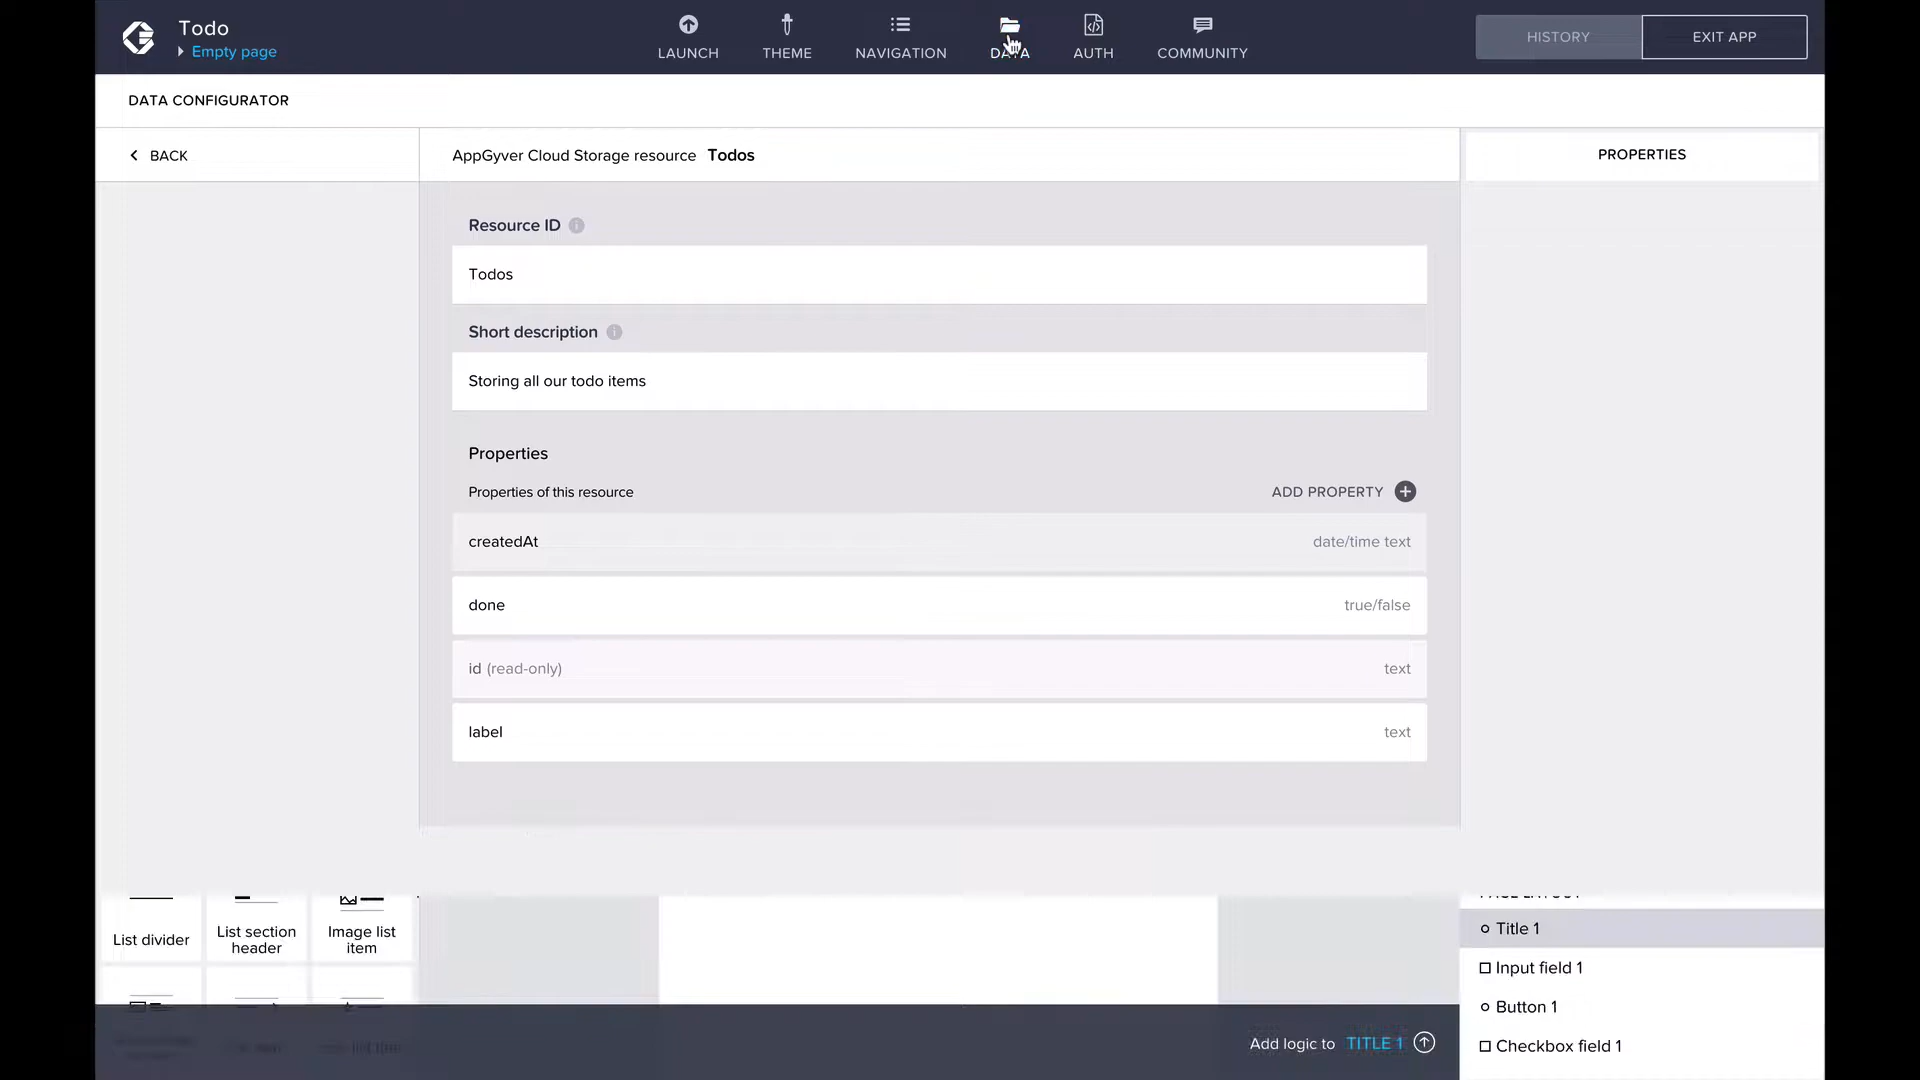 Todo
Empty page
LAUNCH
THEME
NAVIGATION
DATA
AUTH
COMMUNITY
HISTORY
EXIT APP
DATA CONFIGURATOR
BACK
AppGyver Cloud Storage resource Todos
PROPERTIES
Resource ID
Todos
Short description
Storing all our todo items
Properties
Properties of this resource
ADD PROPERTY
createdAt
date/time text
done
true/false
id (read-only)
text
label
text
List divider
List section
header
Image list
item
Title 1
Input field 1
Button 1
Checkbox field 1
Add logic to TITLE 1